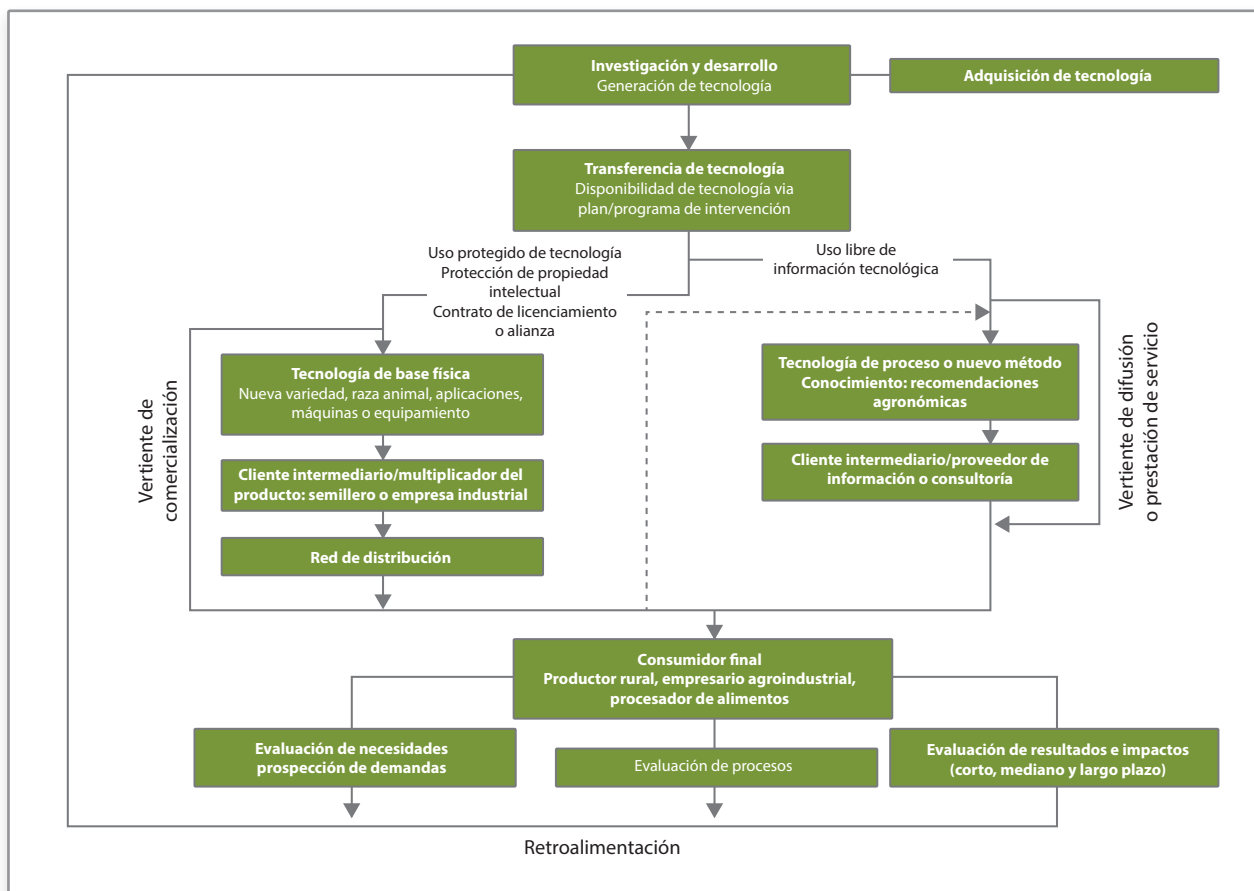 Investigación y desarrollo
Generación de tecnología
Adquisición de tecnología
Transferencia de tecnología
Disponibilidad de tecnología via
plan/programa de intervención
Uso protegido de tecnología
Protección de propiedad
intelectual
Contrato de licenciamiento
o alianza
Uso libre de
información tecnológica
Vertiente de
comercialización
Tecnología de base física
Nueva variedad, raza animal, aplicaciones,
máquinas o equipamiento
Cliente intermediario/multiplicador del
producto: semillero o empresa industrial
Red de distribución
Tecnología de proceso o nuevo método
Conocimiento: recomendaciones
agronómicas
Cliente intermediario/proveedor de
información o consultoría
Vertiente de difusión
o prestación de servicio
Consumidor final
Productor rural, empresario agroindustrial,
procesador de alimentos
Evaluación de necesidades
prospección de demandas
Evaluación de procesos
Evaluación de resultados e impactos
(corto, mediano y largo plazo)
Retroalimentación